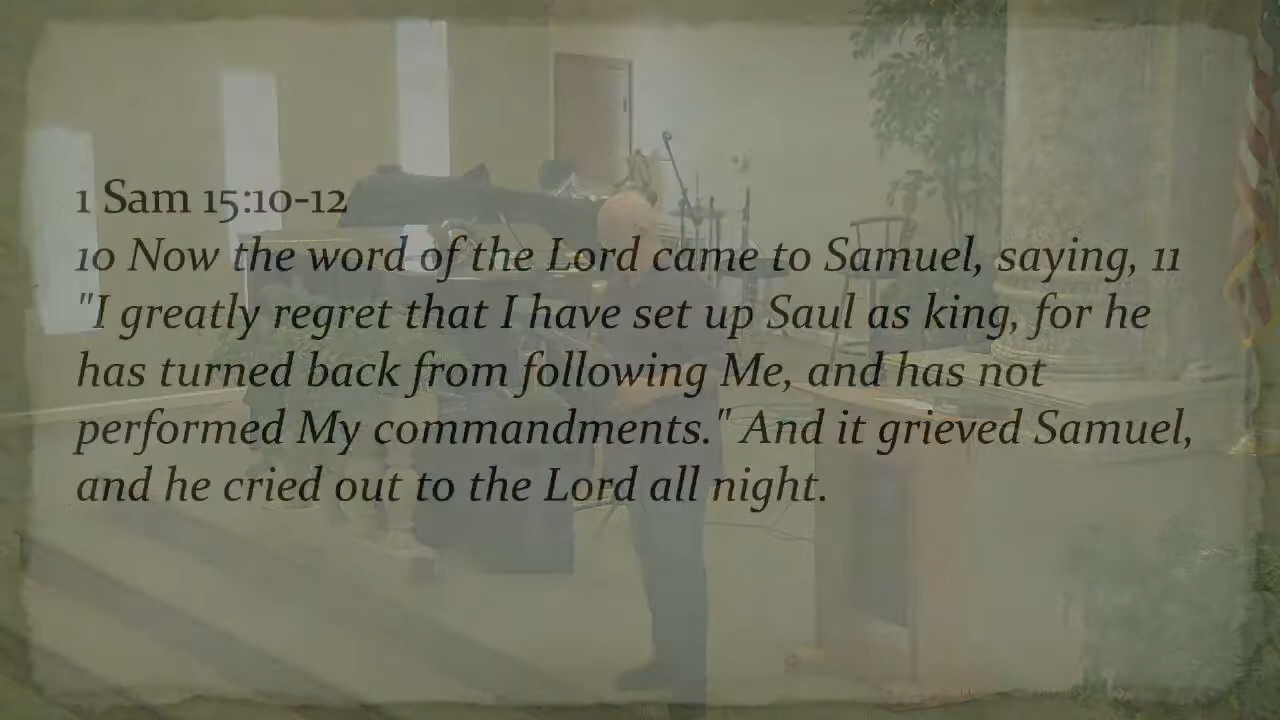 1 Sam 15:10-12
10 Now the word of the Lord came to Samuel, saying, 11
"I greatly regret that I have set up Saul as king, for he
has turned back from following Me, and has not
performed My commandments." And it grieved Samuel,
and he cried out to the Lord all night.